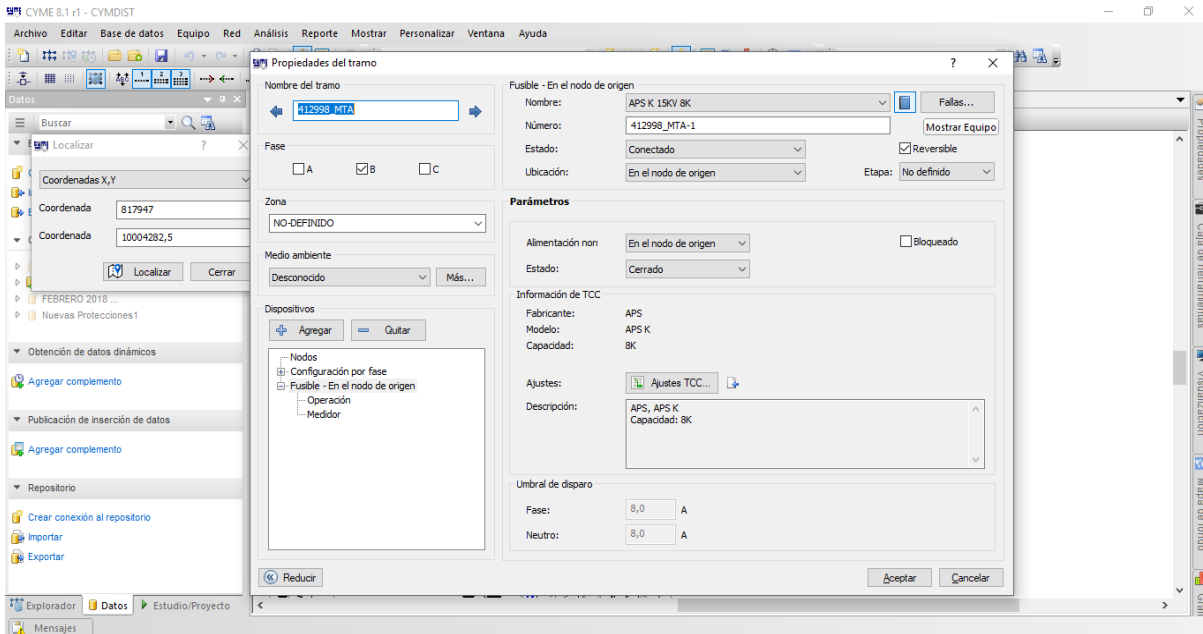 CYME 8.1 r1 - CYMDIST
Archivo Editar Base de datos Equipo Red Análisis Reporte Mostrar Personalizar Ventana Ayuda
Datos
Buscar
Localizar ? ×
Coordenadas X,Y
Coordenada 817947
Coordenada 10004282,5
Localizar Cerrar
FEBRERO 2018 ...
Nuevas Protecciones1
Obtención de datos dinámicos
Agregar complemento
Publicación de inserción de datos
Agregar complemento
Repositorio
Crear conexión al repositorio
Importar
Exportar
Explorador Datos Estudio/Proyecto
Mensajes
Propiedades del tramo ? ×
Nombre del tramo
412998_MTA
Fase
A B C
Zona
NO-DEFINIDO
Medio ambiente
Desconocido Más...
Dispositivos
Agregar Quitar
Nodos
Configuración por fase
Fusible - En el nodo de origen
Operación
Medidor
Reducir
Fusible - En el nodo de origen
Nombre: APS K 15KV 8K Fallas...
Número: 412998_MTA-1 Mostrar Equipo
Estado: Conectado Reversible
Ubicación: En el nodo de origen Etapa: No definido
Parámetros
Alimentación non En el nodo de origen Bloqueado
Estado: Cerrado
Información de TCC
Fabricante: APS
Modelo: APS K
Capacidad: 8K
Ajustes: Ajustes TCC...
Descripción: APS, APS K
Capacidad: 8K
Umbral de disparo
Fase: 8,0 A
Neutro: 8,0 A
Aceptar Cancelar
Propiedades
Caja de herramientas
Visualización
Mapa de fondo